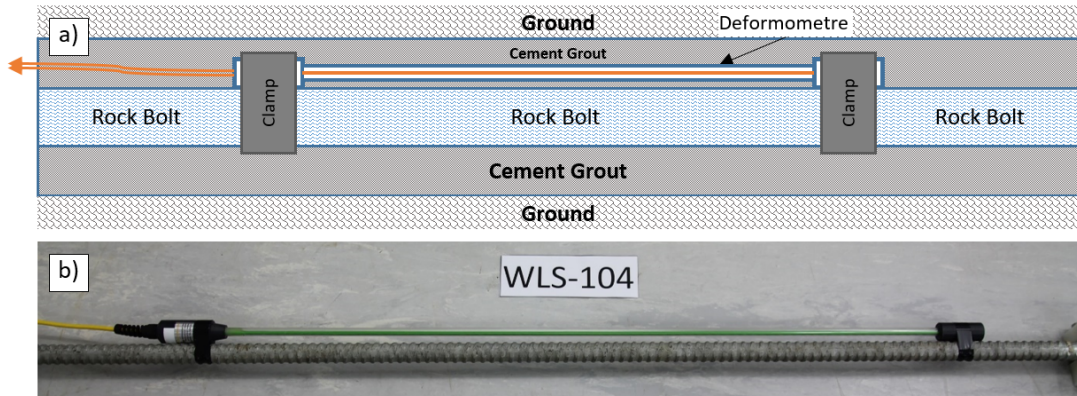 a)
Ground
Deformometre
Cement Grout
Clamp
Clamp
Rock Bolt
Rock Bolt
Rock Bolt
Cement Grout
Ground
b)
WLS-104